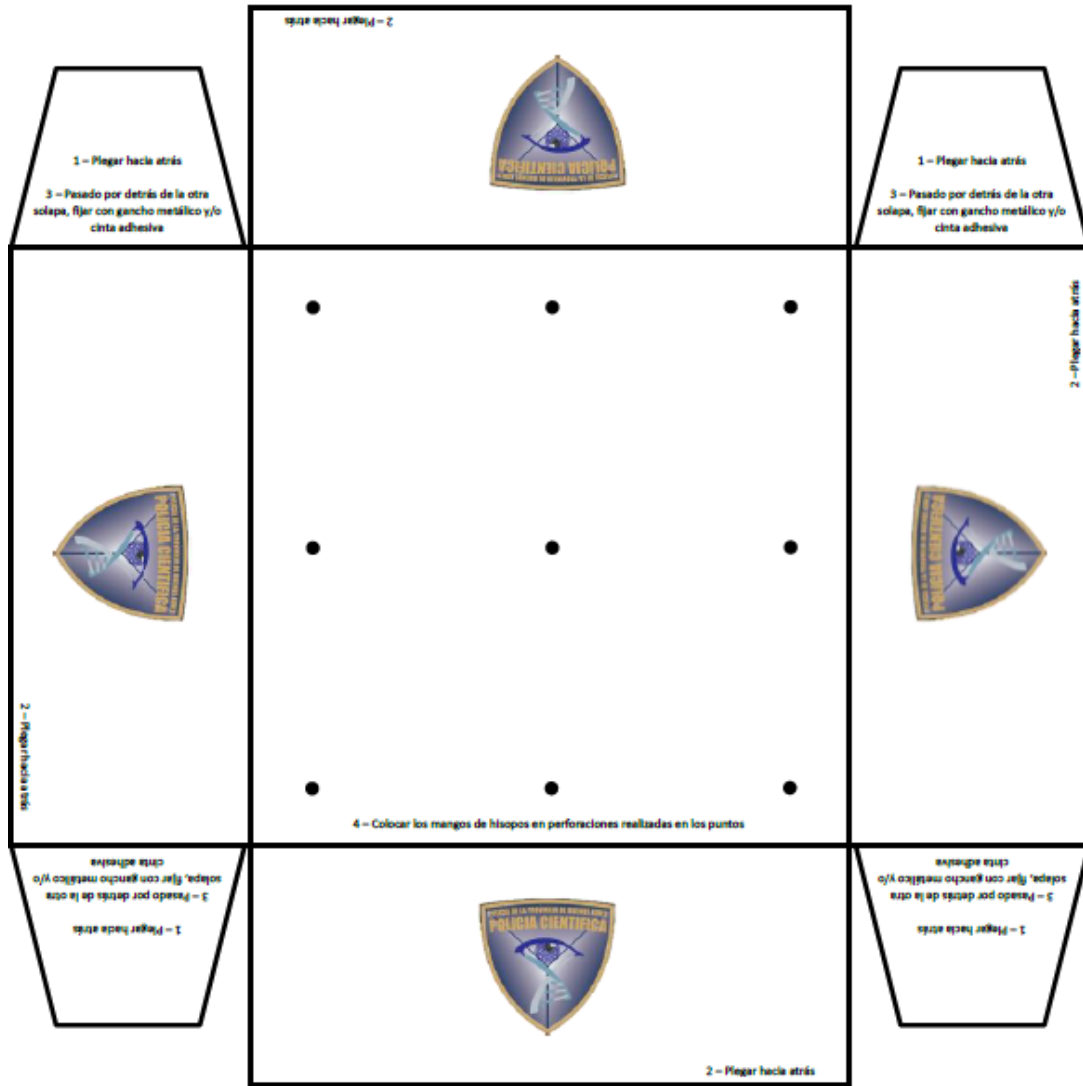 2 – Plegar hacia atrás
POLICIA CIENTIFICA
1 – Plegar hacia atrás
3 – Pasado por detrás de la otra
solapa, fijar con gancho metálico y/o
cinta adhesiva
1 – Plegar hacia atrás
3 – Pasado por detrás de la otra
solapa, fijar con gancho metálico y/o
cinta adhesiva
2 – Plegar hacia atrás
POLICIA CIENTIFICA
POLICIA CIENTIFICA
2 – Plegar hacia atrás
4 – Colocar los mangos de hisopos en perforaciones realizadas en los puntos
1 – Plegar hacia atrás
3 – Pasado por detrás de la otra
solapa, fijar con gancho metálico y/o
cinta adhesiva
POLICIA CIENTIFICA
1 – Plegar hacia atrás
3 – Pasado por detrás de la otra
solapa, fijar con gancho metálico y/o
cinta adhesiva
2 – Plegar hacia atrás